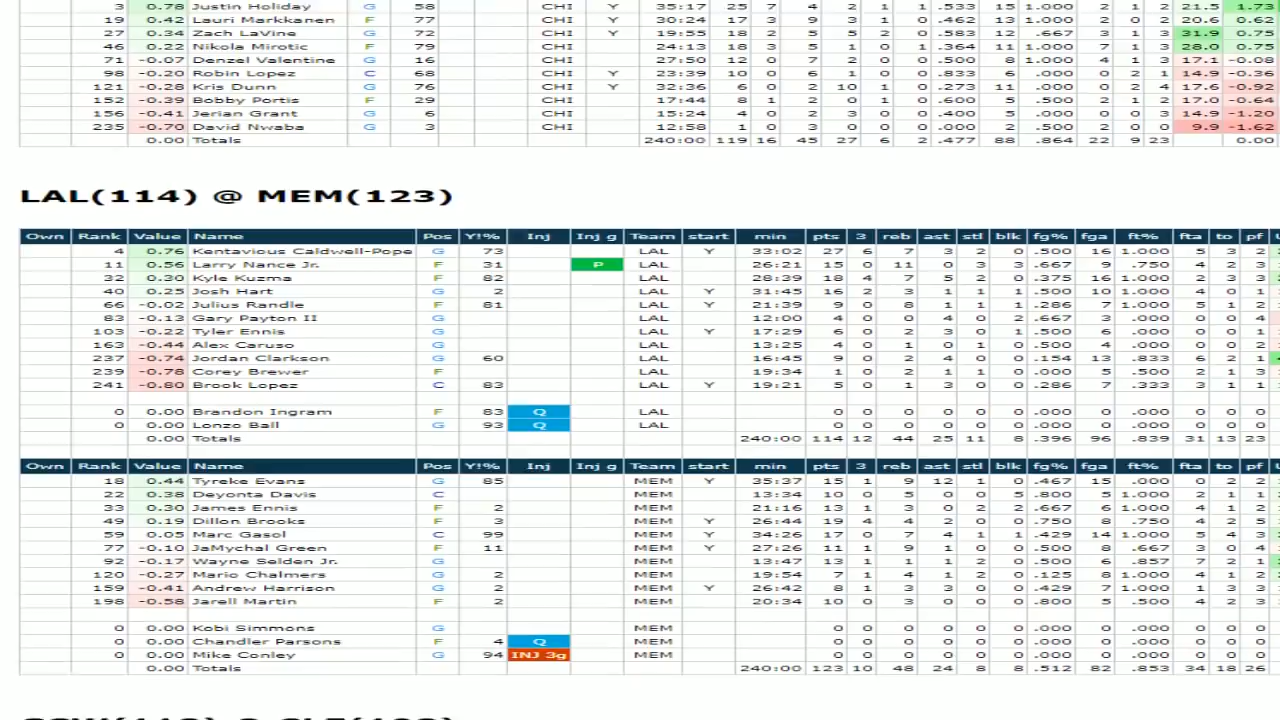 3 0.78 Justin Holiday G 58 CHI Y 35:17 25 7 4 2 1 1 .533 15 1.000 2 1 1 21.5 1.73
19 0.42 Lauri Markkanen F 77 CHI Y 30:24 17 3 9 3 1 0 .462 13 1.000 2 0 2 20.6 0.62
27 0.34 Zach LaVine G 72 CHI Y 19:55 18 2 5 5 2 0 .583 12 .667 3 1 3 31.9 0.75
46 0.22 Nikola Mirotic F 79 CHI 24:13 18 3 5 1 0 1 .364 11 1.000 7 1 3 28.0 0.75
71 -0.07 Denzel Valentine G 16 CHI 27:50 12 0 7 2 0 0 .500 8 1.000 4 1 3 17.1 -0.08
98 -0.20 Robin Lopez C 68 CHI Y 23:39 10 0 6 1 0 0 .833 6 .000 0 2 1 14.9 -0.36
121 -0.28 Kris Dunn G 76 CHI Y 32:36 6 0 2 10 1 0 .273 11 .000 0 2 4 17.6 -0.92
152 -0.39 Bobby Portis F 29 CHI 17:44 8 1 2 0 1 0 .600 5 .500 2 1 2 17.0 -0.64
156 -0.41 Jerian Grant G 6 CHI 15:24 4 0 2 3 0 0 .400 5 .000 0 0 3 14.9 -1.20
235 -0.70 David Nwaba G 3 CHI 12:58 1 0 3 0 0 0 .000 2 .500 2 0 0 9.9 -1.62
0.00 Totals 240:00 119 16 45 27 6 2 .477 88 .864 22 9 23 0.00
LAL(114) @ MEM(123)
Own Rank Value Name Pos Y!% Inj Inj g Team start min pts 3 reb ast stl blk fg% fga ft% fta to pf
4 0.76 Kentavious Caldwell-Pope G 73 LAL Y 33:02 27 6 7 3 2 0 .500 16 1.000 5 3 2
11 0.56 Larry Nance Jr. F 31 P LAL 26:21 15 0 11 0 3 3 .667 9 .750 4 2 3
32 0.30 Kyle Kuzma F 82 LAL 28:39 18 4 7 5 2 0 .375 16 1.000 2 3 3
40 0.25 Josh Hart G 2 LAL Y 31:45 16 2 3 1 1 1 .500 10 1.000 4 0 1
66 -0.02 Julius Randle F 81 LAL Y 21:39 9 0 8 1 1 1 .286 7 1.000 5 1 2
83 -0.13 Gary Payton II G LAL 12:00 4 0 0 4 0 2 .667 3 .000 0 0 4
103 -0.22 Tyler Ennis G LAL Y 17:29 6 0 2 3 0 1 .500 6 .000 0 0 1
163 -0.44 Alex Caruso G LAL 13:25 4 0 1 0 1 0 .500 4 .000 0 0 2
237 -0.74 Jordan Clarkson G 60 LAL 16:45 9 0 2 4 0 0 .154 13 .833 6 2 1
239 -0.78 Corey Brewer F LAL 19:34 1 0 2 1 1 0 .000 5 .500 2 1 3
241 -0.80 Brook Lopez C 83 LAL Y 19:21 5 0 1 3 0 0 .286 7 .333 3 1 1
0 0.00 Brandon Ingram F 83 Q LAL 0 0 0 0 0 0 .000 0 .000 0 0 0
0 0.00 Lonzo Ball G 93 Q LAL 0 0 0 0 0 0 .000 0 .000 0 0 0
0.00 Totals 240:00 114 12 44 25 11 8 .396 96 .839 31 13 23
Own Rank Value Name Pos Y!% Inj Inj g Team start min pts 3 reb ast stl blk fg% fga ft% fta to pf
18 0.44 Tyreke Evans G 85 MEM Y 35:37 15 1 9 12 1 0 .467 15 .000 0 2 2
22 0.38 Deyonta Davis C MEM 13:34 10 0 5 0 0 5 .800 5 1.000 2 1 1
33 0.30 James Ennis F 2 MEM 21:16 13 1 3 0 2 2 .667 6 1.000 4 1 2
49 0.19 Dillon Brooks F 3 MEM Y 26:44 19 4 4 2 0 0 .750 8 .750 4 2 5
59 0.05 Marc Gasol C 99 MEM Y 34:26 17 0 7 4 1 1 .429 14 1.000 5 4 3
77 -0.10 JaMychal Green F 11 MEM Y 27:26 11 1 9 1 0 0 .500 8 .667 3 0 4
92 -0.17 Wayne Selden Jr. G MEM 13:47 13 1 1 1 2 0 .500 6 .857 7 2 1
120 -0.27 Mario Chalmers G 2 MEM 19:54 7 1 4 1 2 0 .125 8 1.000 4 1 2
159 -0.41 Andrew Harrison G 2 MEM Y 26:42 8 1 3 3 0 0 .429 7 1.000 1 3 3
198 -0.58 Jarell Martin F 2 MEM 20:34 10 0 3 0 0 0 .800 5 .500 4 2 3
0 0.00 Kobi Simmons G MEM 0 0 0 0 0 0 .000 0 .000 0 0 0
0 0.00 Chandler Parsons F 4 Q MEM 0 0 0 0 0 0 .000 0 .000 0 0 0
0 0.00 Mike Conley G 94 INJ 3g MEM 0 0 0 0 0 0 .000 0 .000 0 0 0
0.00 Totals 240:00 123 10 48 24 8 8 .512 82 .853 34 18 26